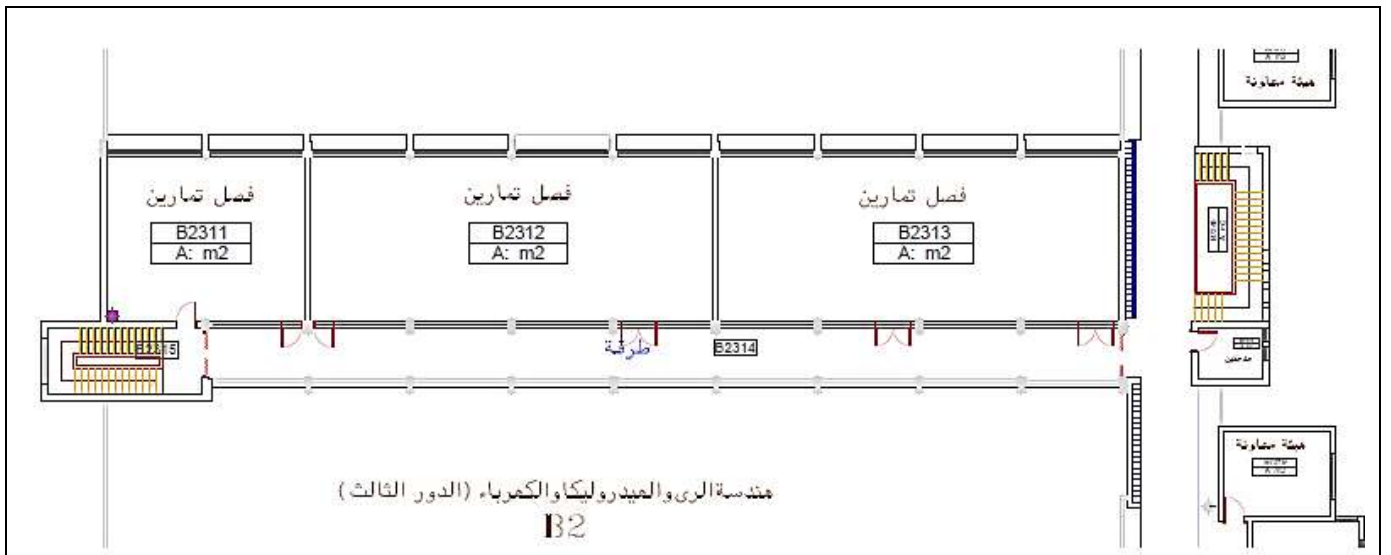 هيئة معاونة
فصل تمارين
B2311
A: m2
فصل تمارين
B2312
A: m2
فصل تمارين
B2313
A: m2
B2315
طرقة
B2314
هيئة معاونة
هندسة الرى والهيدروليكا والكهرباء (الدور الثالث)
B2